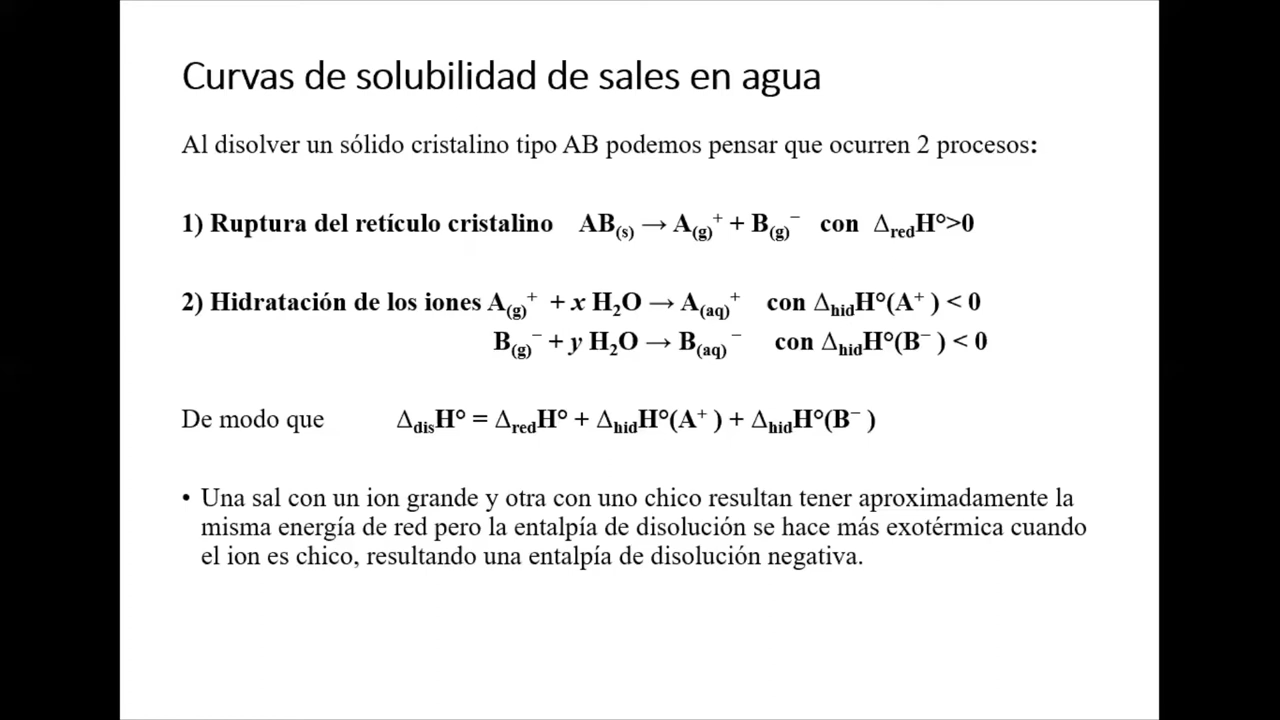 Curvas de solubilidad de sales en agua
Al disolver un sólido cristalino tipo AB podemos pensar que ocurren 2 procesos:
1) Ruptura del retículo cristalino AB(s) → A(g)⁺ + B(g)⁻ con ΔredH°>0
2) Hidratación de los iones A(g)⁺ + x H₂O → A(aq)⁺ con ΔhidH°(A⁺ ) < 0
B(g)⁻ + y H₂O → B(aq)⁻ con ΔhidH°(B⁻ ) < 0
De modo que ΔdisH° = ΔredH° + ΔhidH°(A⁺ ) + ΔhidH°(B⁻ )
• Una sal con un ion grande y otra con uno chico resultan tener aproximadamente la
misma energía de red pero la entalpía de disolución se hace más exotérmica cuando
el ion es chico, resultando una entalpía de disolución negativa.